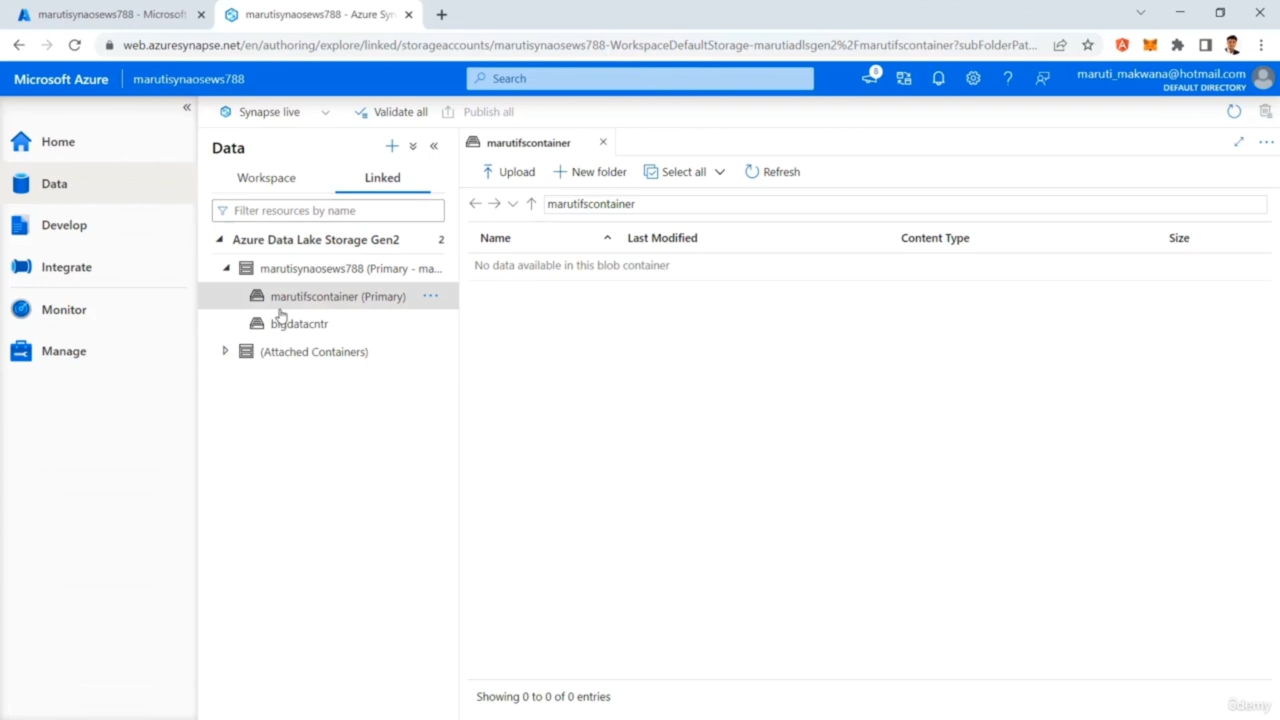 marutisynaosews788 - Microsoft
marutisynaosews788 - Azure Syn
web.azuresynapse.net/en/authoring/explore/linked/storageaccounts/marutisynaosews788-WorkspaceDefaultStorage-marutiadlsgen2%2Fmarutifscontainer?subFolderPat...
Microsoft Azure
marutisynaosews788
Search
8
maruti_makwana@hotmail.com
DEFAULT DIRECTORY
Synapse live
Validate all
Publish all
Home
Data
Develop
Integrate
Monitor
Manage
Data
Workspace
Linked
Filter resources by name
Azure Data Lake Storage Gen2 2
marutisynaosews788 (Primary - ma...
marutifscontainer (Primary)
bigdatacntr
(Attached Containers)
marutifscontainer
Upload
New folder
Select all
Refresh
marutifscontainer
Name Last Modified Content Type Size
No data available in this blob container
Showing 0 to 0 of 0 entries
ûdemy